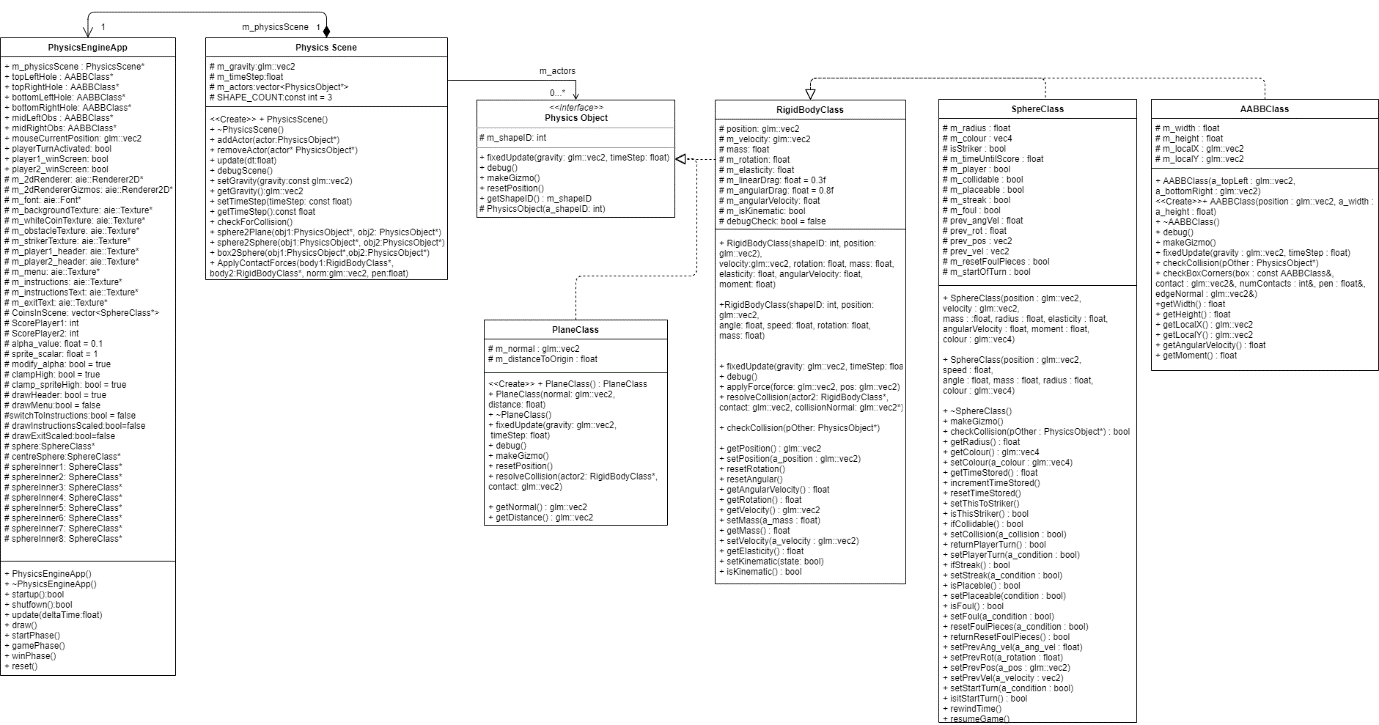 m_physicsScene 1
1
PhysicsEngineApp
+ m_physicsScene : PhysicsScene*
+ topLeftHole : AABBClass*
+ topRightHole : AABBClass*
+ bottomLeftHole: AABBClass*
+ bottomRightHole: AABBClass*
+ midLeftObs: AABBClass*
+ midRightObs: AABBClass*
+ mouseCurrentPosition: glm::vec2
+ playerTurnActivated: bool
+ player1_winScreen: bool
+ player2_winScreen: bool
# m_2dRenderer: aie::Renderer2D*
# m_2dRendererGizmos: aie::Renderer2D*
# m_font: aie::Font*
# m_backgroundTexture: aie::Texture*
# m_whiteCoinTexture: aie::Texture*
# m_obstacleTexture: aie::Texture*
# m_strikerTexture: aie::Texture*
# m_player1_header: aie::Texture*
# m_player2_header: aie::Texture*
# m_menu: aie::Texture*
# m_instructions: aie::Texture*
# m_instructionsText: aie::Texture*
# m_exitText: aie::Texture*
# CoinsInScene: vector<SphereClass*>
# ScorePlayer1: int
# ScorePlayer2: int
# alpha_value: float = 0.1
# sprite_scalar: float = 1
# modify_alpha: bool = true
# clampHigh: bool = true
# clamp_spriteHigh: bool = true
# drawHeader: bool = true
# drawMenu:bool = false
#switchToInstructions:bool = false
# drawInstructionsScaled:bool=false
# drawExitScaled:bool=false
# sphere:SphereClass*
# centreSphere:SphereClass*
# sphereInner1: SphereClass*
# sphereInner2: SphereClass*
# sphereInner3: SphereClass*
# sphereInner4: SphereClass*
# sphereInner5: SphereClass*
# sphereInner6: SphereClass*
# sphereInner7: SphereClass*
# sphereInner8: SphereClass*
+ PhysicsEngineApp()
+ ~PhysicsEngineApp()
+ startup():bool
+ shutfown():bool
+ update(deltaTime:float)
+ draw()
+ startPhase()
+ gamePhase()
+ winPhase()
+ reset()
Physics Scene
# m_gravity:glm::vec2
# m_timeStep:float
# m_actors:vector<PhysicsObject*>
# SHAPE_COUNT:const int = 3
<<Create>> + PhysicsScene()
+ ~PhysicsScene()
+ addActor(actor:PhysicsObject*)
+ removeActor(actor* PhysicsObject*)
+ update(dt:float)
+ debugScene()
+ setGravity(gravity:const glm::vec2)
+ getGravity():glm::vec2
+ setTimeStep(timeStep: const float)
+ getTimeStep():const float
+ checkForCollision()
+ sphere2Plane(obj1:PhysicsObject*, obj2: PhysicsObject*)
+ sphere2Sphere(obj1:PhysicsObject*, obj2:PhysicsObject*)
+ box2Sphere(obj1:PhysicsObject*,obj2:PhysicsObject*)
+ ApplyContactForces(body1:RigidBodyClass*,
body2:RigidBodyClass*, norm:glm::vec2, pen:float)
m_actors
0...*
<<Interface>>
Physics Object
# m_shapeID: int
+ fixedUpdate(gravity: glm::vec2, timeStep: float)
+ debug()
+ makeGizmo()
+ resetPosition()
+ getShapeID() : m_shapeID
# PhysicsObject(a_shapeID: int)
PlaneClass
# m_normal : glm::vec2
# m_distanceToOrigin : float
<<Create>> + PlaneClass() : PlaneClass
+ PlaneClass(normal: glm::vec2,
distance: float)
+ ~PlaneClass()
+ fixedUpdate(gravity: glm::vec2,
timeStep: float)
+ debug()
+ makeGizmo()
+ resetPosition()
+ resolveCollision(actor2: RigidBodyClass*,
contact: glm::vec2)
+ getNormal() : glm::vec2
+ getDistance() : glm::vec2
RigidBodyClass
# position: glm::vec2
# m_velocity: glm::vec2
# mass: float
# m_rotation: float
# m_elasticity: float
# m_linearDrag: float = 0.3f
# m_angularDrag: float = 0.8f
# m_angularVelocity: float
# m_isKinematic: bool
# debugCheck: bool = false
+ RigidBodyClass(shapeID: int, position:
glm::vec2),
velocity:glm::vec2, rotation: float, mass: float,
elasticity: float, angularVelocity: float,
moment: float)
+RigidBodyClass(shapeID: int, position:
glm::vec2,
angle: float, speed: float, rotation: float,
mass: float)
+ fixedUpdate(gravity: glm::vec2, timeStep: floa
+ debug()
+ applyForce(force: glm::vec2, pos: glm::vec2)
+ resolveCollision(actor2: RigidBodyClass*,
contact: glm::vec2, collisionNormal: glm::vec2*)
+ checkCollision(pOther: PhysicsObject*)
+ getPosition() : glm::vec2
+ setPosition(a_position : glm::vec2)
+ resetRotation()
+ resetAngular()
+ getAngularVelocity() : float
+ getRotation() : float
+ getVelocity() : glm::vec2
+ setMass(a_mass : float)
+ getMass() : float
+ setVelocity(a_velocity : glm::vec2)
+ getElasticity() : float
+ setKinematic(state: bool)
+ isKinematic() : bool
SphereClass
# m_radius : float
# m_colour : vec4
# isStriker : bool
# m_timeUntilScore : float
# m_player : bool
# m_collidable : bool
# m_placeable : bool
# m_streak : bool
# m_foul : bool
# prev_angVel : float
# prev_rot : float
# prev_pos : vec2
# prev_vel : vec2
# m_resetFoulPieces : bool
# m_startOfTurn : bool
+ SphereClass(position : glm::vec2,
velocity : glm::vec2,
mass : :float, radius : float, elasticity : float,
angularVelocity : float, moment : float,
colour : glm::vec4)
+ SphereClass(position : glm::vec2,
speed : float,
angle : float, mass : float, radius : float,
colour : glm::vec4)
+ ~SphereClass()
+ makeGizmo()
+ checkCollision(pOther : PhysicsObject*) : bool
+ getRadius() : float
+ getColour() : glm::vec4
+ setColour(a_colour : glm::vec4)
+ getTimeStored() : float
+ incrementTimeStored()
+ resetTimeStored()
+ setThisToStriker()
+ isThisStriker() : bool
+ ifCollidable() : bool
+ setCollision(a_collision : bool)
+ returnPlayerTurn() : bool
+ setPlayerTurn(a_condition : bool)
+ ifStreak() : bool
+ setStreak(a_condition : bool)
+ isPlaceble() : bool
+ setPlaceable(condition : bool)
+ isFoul() : bool
+ setFoul(a_condition : bool)
+ resetFoulPieces(a_condition : bool)
+ returnResetFoulPieces() : bool
+ setPrevAng_vel(a_ang_vel : float)
+ setPrevRot(a_rotation : float)
+ setPrevPos(a_pos : glm::vec2)
+ setPrevVel(a_velocity : vec2)
+ setStartTurn(a_condition : bool)
+ isitStartTurn() : bool
+ rewindTime()
+ resumeGame()
AABBClass
# m_width : float
# m_height : float
# m_localX : glm::vec2
# m_localY : glm::vec2
+ AABBClass(a_topLeft : glm::vec2,
a_bottomRight : glm::vec2)
<<Create>>+ AABBClass(position : glm::vec2, a_width :
a_height : float)
+ ~AABBClass()
+ debug()
+ makeGizmo()
+ fixedUpdate(gravity : glm::vec2, timeStep : float)
+ checkCollision(pOther : PhysicsObject*)
+ checkBoxCorners(box : const AABBClass&,
contact : glm::vec2&, numContacts : int&, pen : float&,
edgeNormal : glm::vec2&)
+getWidth() : float
+ getHeight() : float
+ getLocalX() : glm::vec2
+ getLocalY() : glm::vec2
+ getAngularVelocity() : float
+ getMoment() : float